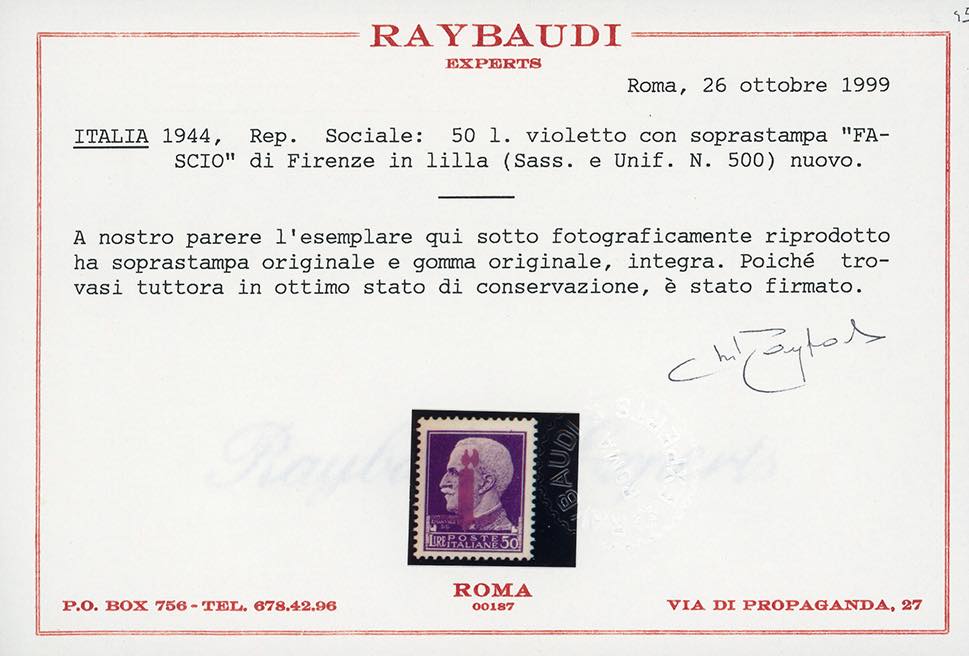 RAYBAUDI
EXPERTS
Roma, 26 ottobre 1999
ITALIA 1944, Rep. Sociale: 50 l. violetto con soprastampa "FA-
SCIO" di Firenze in lilla (Sass. e Unif. N. 500) nuovo.
A nostro parere l'esemplare qui sotto fotograficamente riprodotto
ha soprastampa originale e gomma originale, integra. Poiché tro-
vasi tuttora in ottimo stato di conservazione, è stato firmato.
LIRE POSTE ITALIANE 50
BAUDI
ROMA
00187
P.O. BOX 756 - TEL. 678.42.96
VIA DI PROPAGANDA, 27